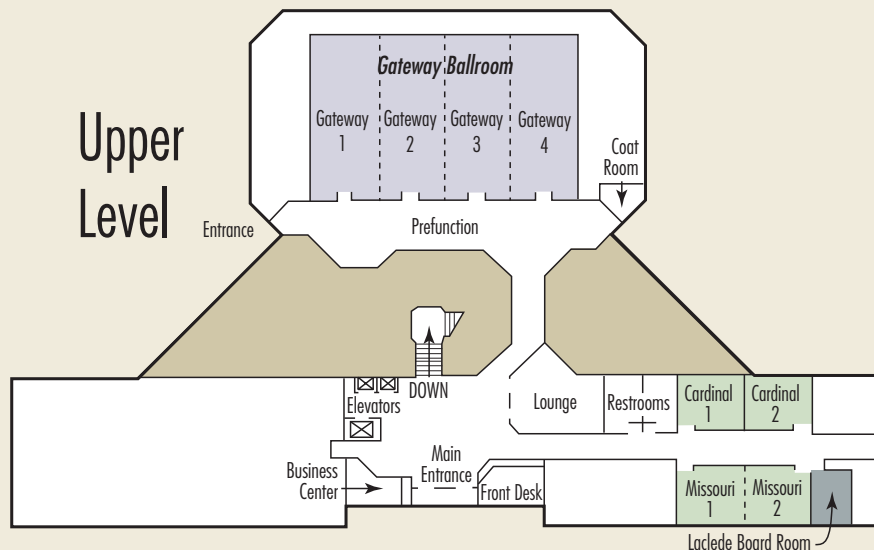 Gateway Ballroom
Upper
Level
Gateway
1
Gateway
2
Gateway
3
Gateway
4
Coat
Room
Entrance
Prefunction
DOWN
Elevators
Lounge
Restrooms
Cardinal
1
Cardinal
2
Main
Entrance
Business
Center
Front Desk
Missouri
1
Missouri
2
Laclede Board Room